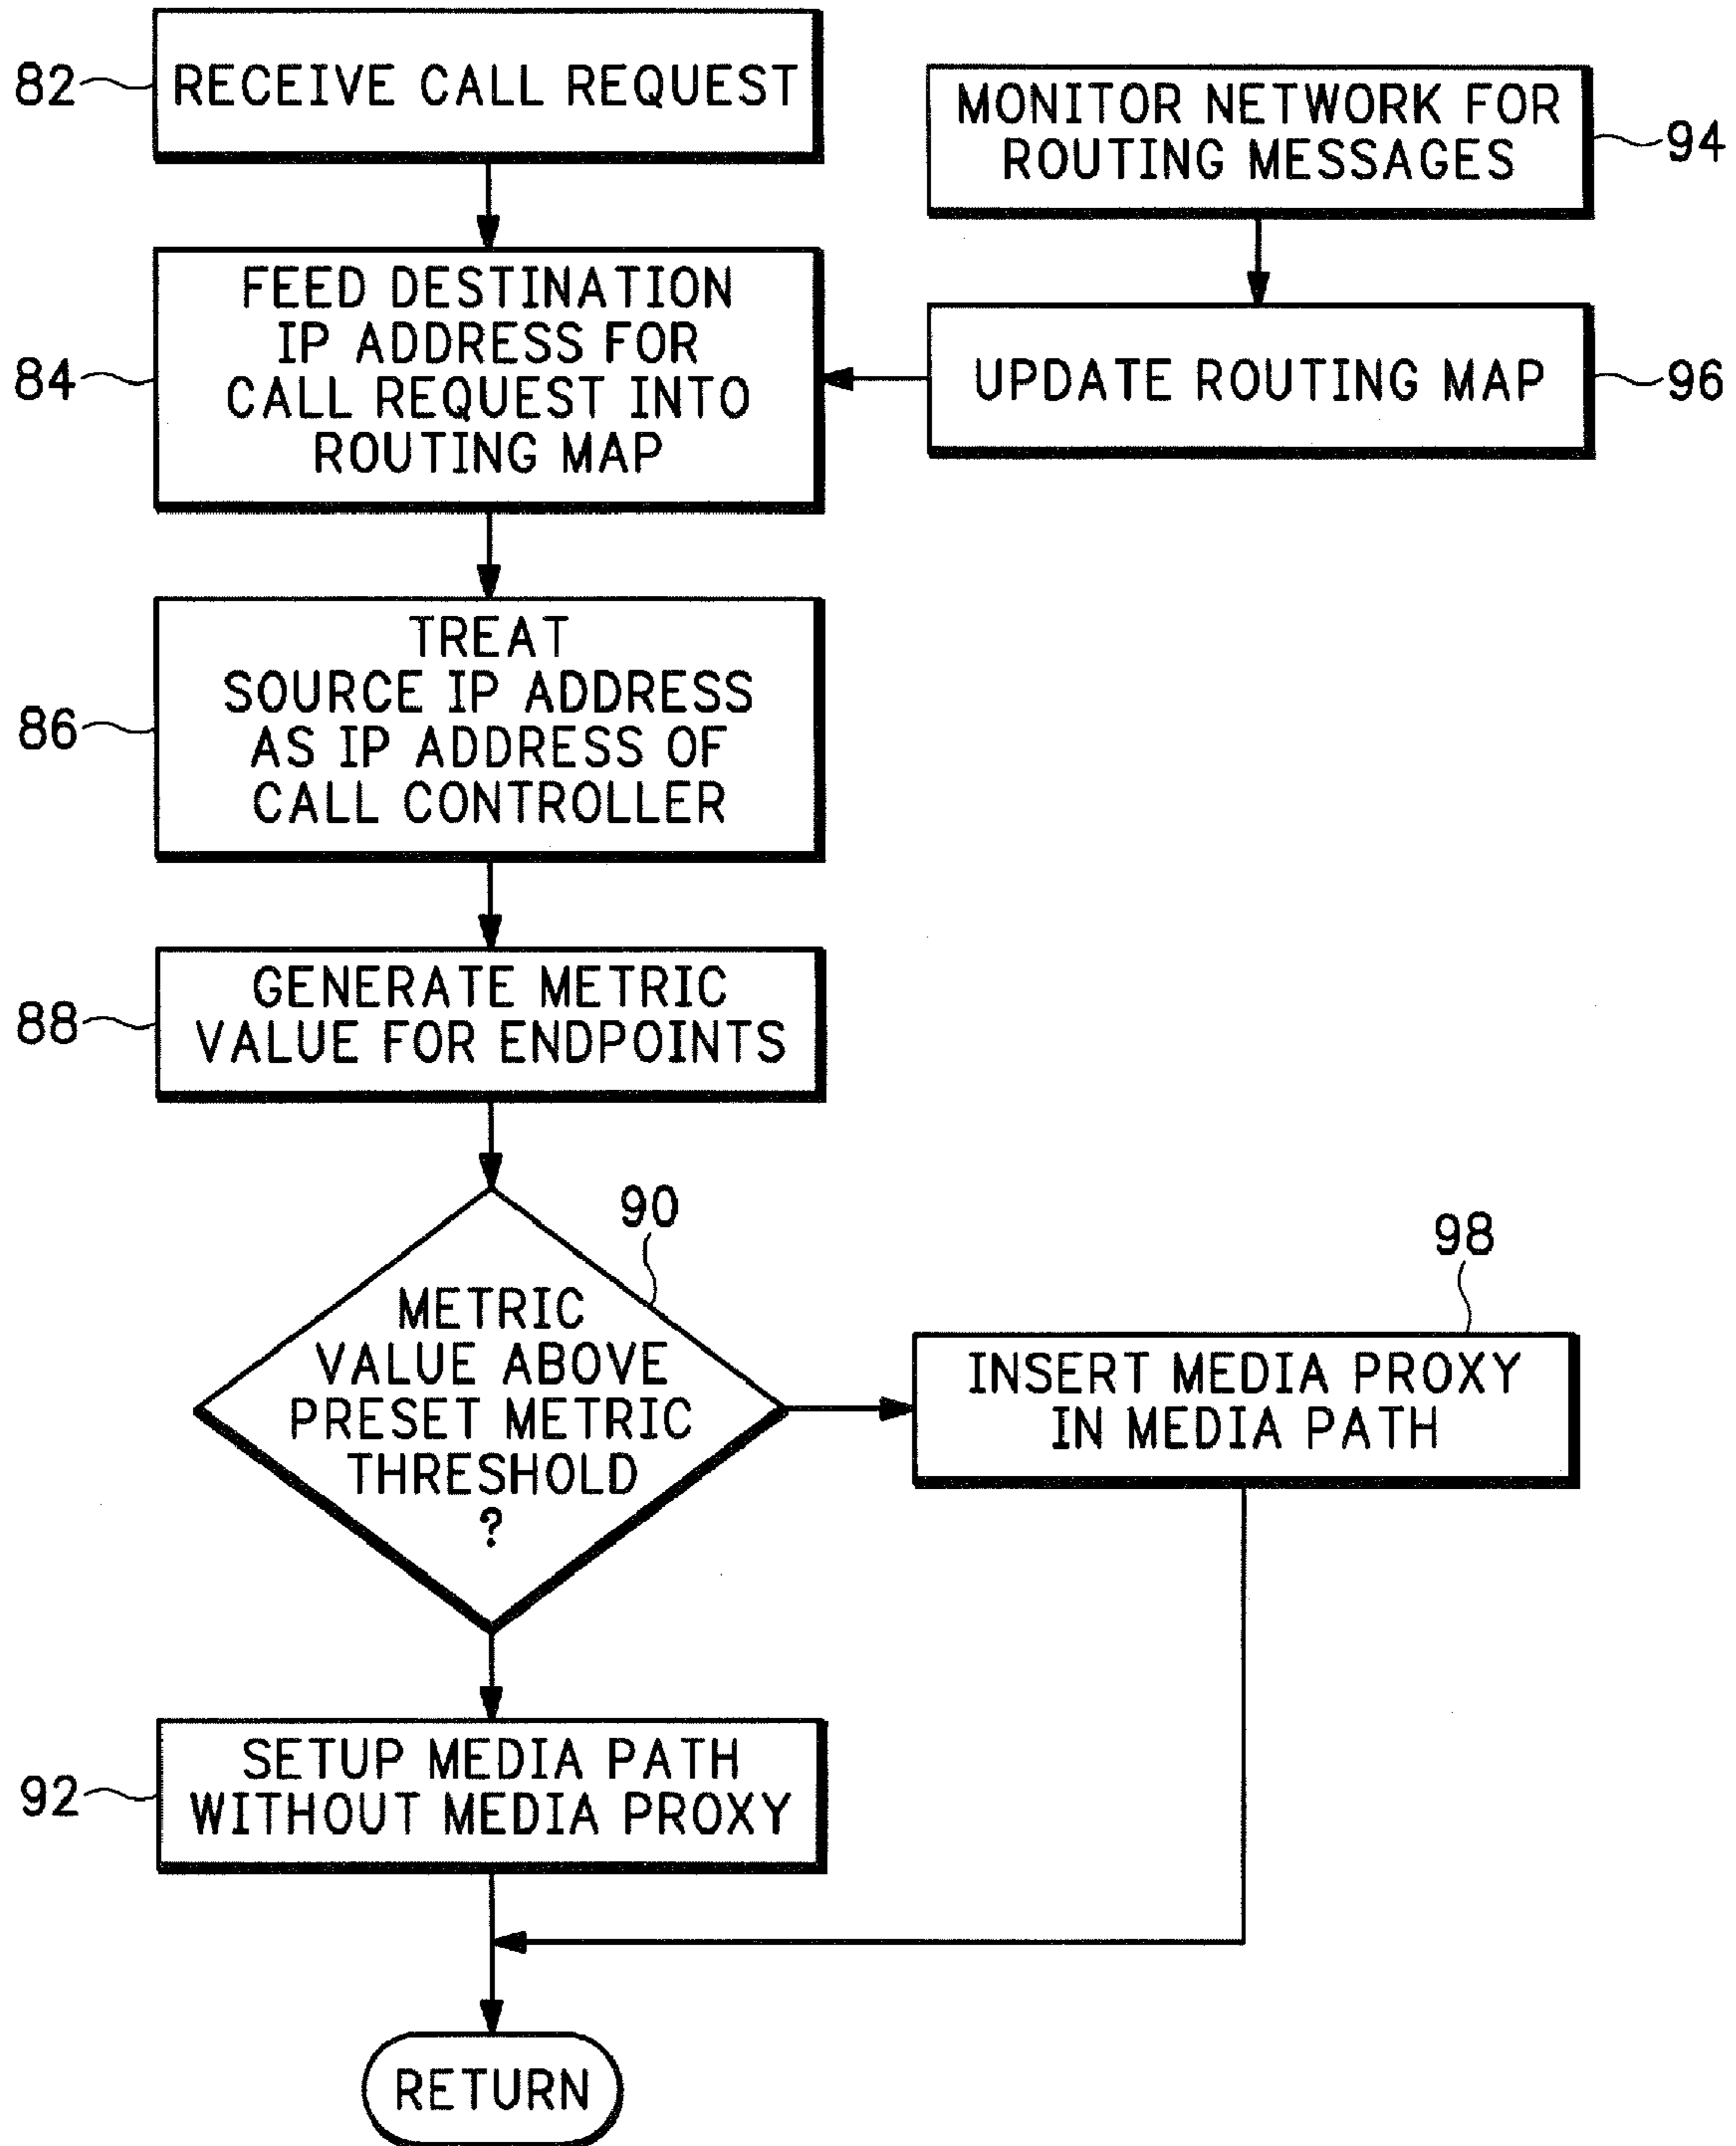 82
RECEIVE CALL REQUEST
MONITOR NETWORK FOR
ROUTING MESSAGES
94
84
FEED DESTINATION
IP ADDRESS FOR
CALL REQUEST INTO
ROUTING MAP
UPDATE ROUTING MAP
96
86
TREAT
SOURCE IP ADDRESS
AS IP ADDRESS OF
CALL CONTROLLER
88
GENERATE METRIC
VALUE FOR ENDPOINTS
90
METRIC
VALUE ABOVE
PRESET METRIC
THRESHOLD
?
98
INSERT MEDIA PROXY
IN MEDIA PATH
92
SETUP MEDIA PATH
WITHOUT MEDIA PROXY
RETURN